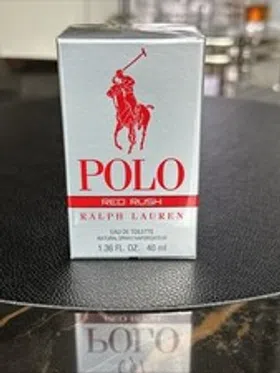 POLO
RED RUSH
RALPH LAUREN
EAU DE TOILETTE
NATURAL SPRAY VAPORISATEUR
1.36 FL. OZ. 40 ml